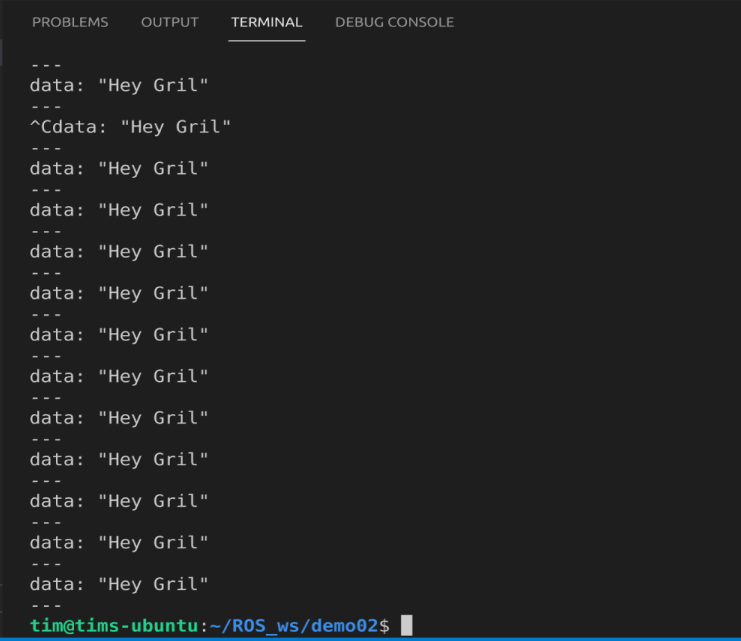 PROBLEMS OUTPUT TERMINAL DEBUG CONSOLE
---
data: "Hey Gril"
---
^Cdata: "Hey Gril"
---
data: "Hey Gril"
---
data: "Hey Gril"
---
data: "Hey Gril"
---
data: "Hey Gril"
---
data: "Hey Gril"
---
data: "Hey Gril"
---
data: "Hey Gril"
---
data: "Hey Gril"
---
data: "Hey Gril"
---
data: "Hey Gril"
---
data: "Hey Gril"
---
tim@tims-ubuntu:~/ROS_ws/demo02$